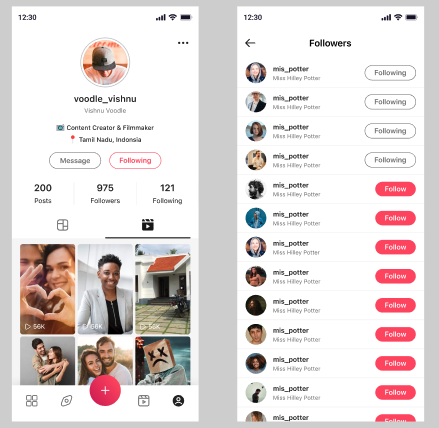 12:30
voodle_vishnu
Vishnu Voodle
Content Creator & Filmmaker
Tamil Nadu, Indonsia
Message
Following
200
975
121
Posts
Followers
Following
56K
56K
56K
12:30
Followers
mis_potter
Miss Hilley Potter
Following
mis_potter
Miss Hilley Potter
Following
mis_potter
Miss Hilley Potter
Following
mis_potter
Miss Hilley Potter
Following
mis_potter
Miss Hilley Potter
Follow
mis_potter
Miss Hilley Potter
Follow
mis_potter
Miss Hilley Potter
Follow
mis_potter
Miss Hilley Potter
Follow
mis_potter
Miss Hilley Potter
Follow
mis_potter
Miss Hilley Potter
Follow
mis_potter
Miss Hilley Potter
Follow
mis_potter
Miss Hilley Potter
Follow
mis_potter
Follow